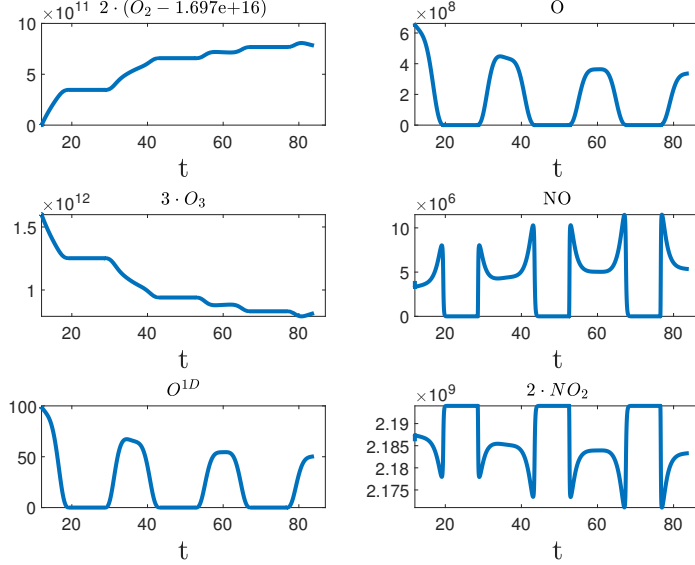 ×10¹¹ 2 · (O₂ − 1.697e+16)
10
5
0
20 40 60 80
t
×10⁸ O
6
4
2
0
20 40 60 80
t
×10¹² 3 · O₃
1.5
1
20 40 60 80
t
×10⁶ NO
10
5
0
20 40 60 80
t
O¹ᴰ
100
50
0
20 40 60 80
t
×10⁹ 2 · NO₂
2.19
2.185
2.18
2.175
20 40 60 80
t